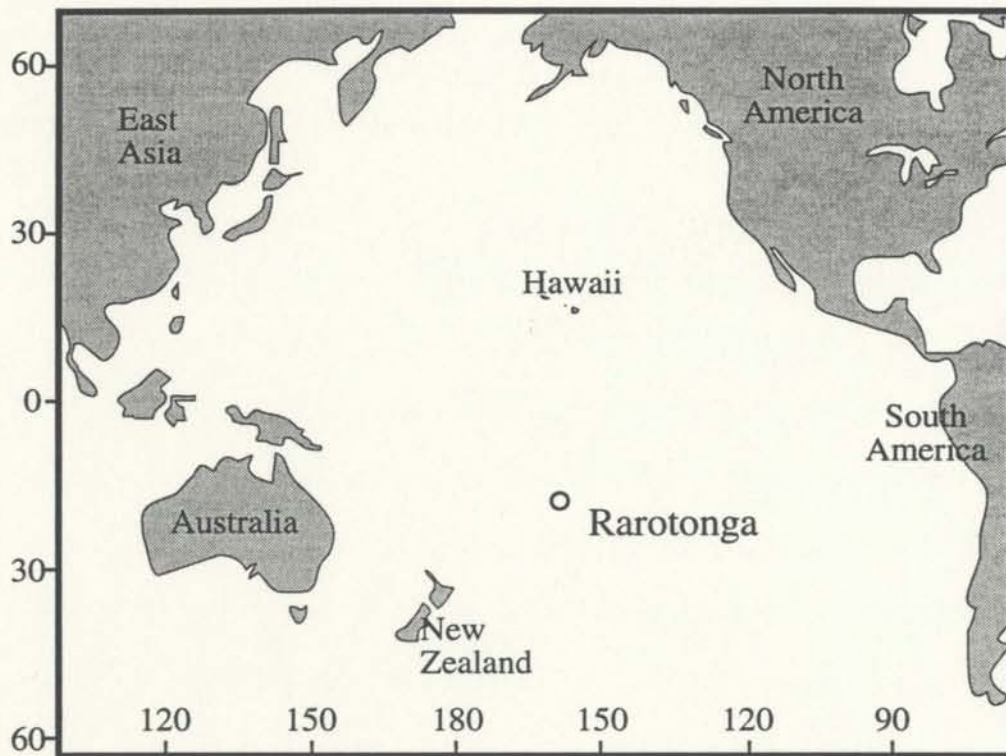 60
North
America
East
Asia
30
Hawaii
0
South
America
Australia
Rarotonga
30
New
Zealand
60
120
150
180
150
120
90